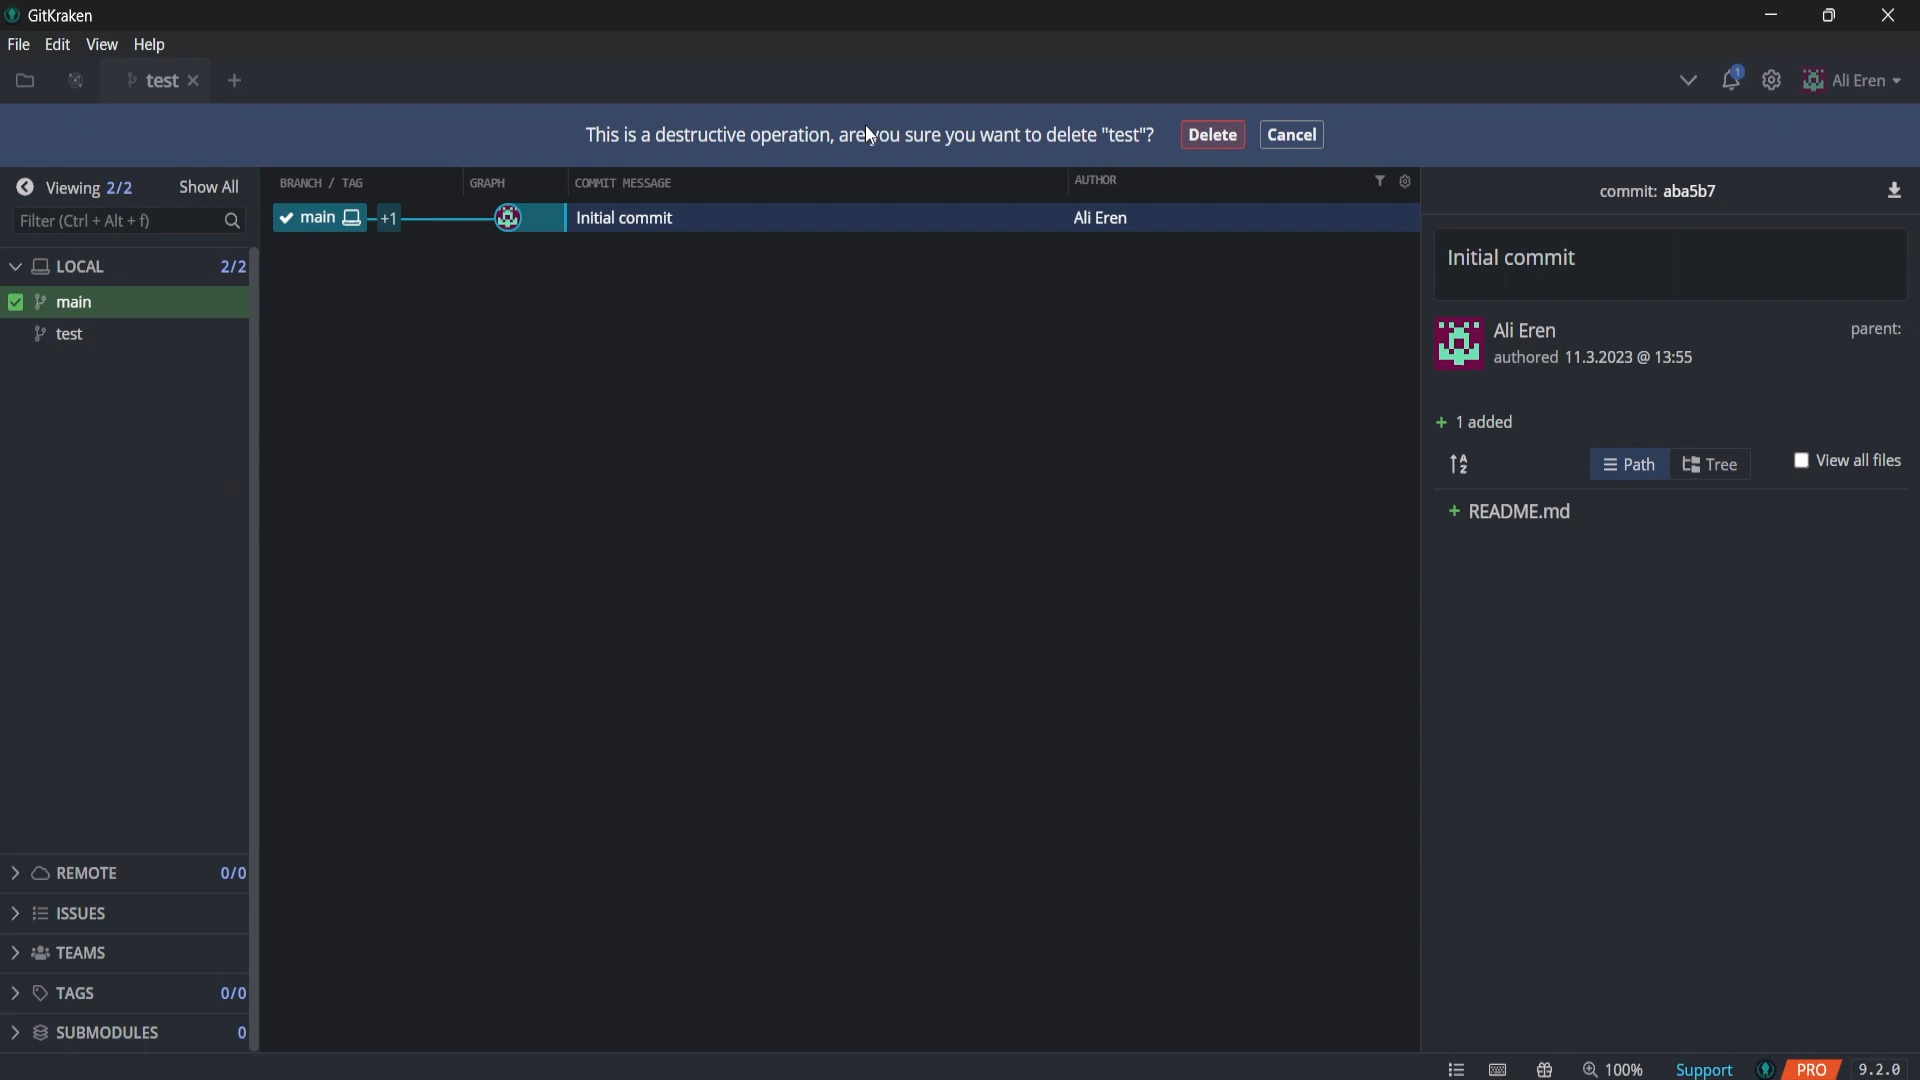 GitKraken
File Edit View Help
test
1
Ali Eren
This is a destructive operation, are you sure you want to delete "test"? Delete Cancel
Viewing 2/2 Show All
BRANCH / TAG GRAPH COMMIT MESSAGE AUTHOR
commit: aba5b7
Filter (Ctrl + Alt + f)
main +1 Initial commit Ali Eren
Initial commit
LOCAL 2/2
main
test
Ali Eren
parent:
authored 11.3.2023 @ 13:55
+ 1 added
Path Tree View all files
+ README.md
REMOTE 0/0
ISSUES
TEAMS
TAGS 0/0
SUBMODULES 0
100% Support PRO 9.2.0